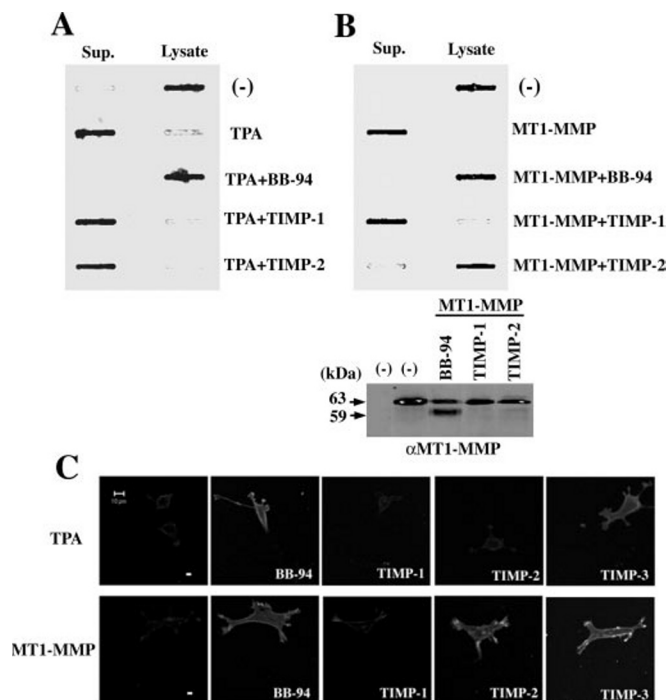 A
Sup. Lysate
(-)
TPA
TPA+BB-94
TPA+TIMP-1
TPA+TIMP-2
B
Sup. Lysate
(-)
MT1-MMP
MT1-MMP+BB-94
MT1-MMP+TIMP-1
MT1-MMP+TIMP-2
MT1-MMP
(kDa) (-) (-) BB-94 TIMP-1 TIMP-2
63
59
αMT1-MMP
C
10 µm
TPA
- BB-94 TIMP-1 TIMP-2 TIMP-3
MT1-MMP
- BB-94 TIMP-1 TIMP-2 TIMP-3